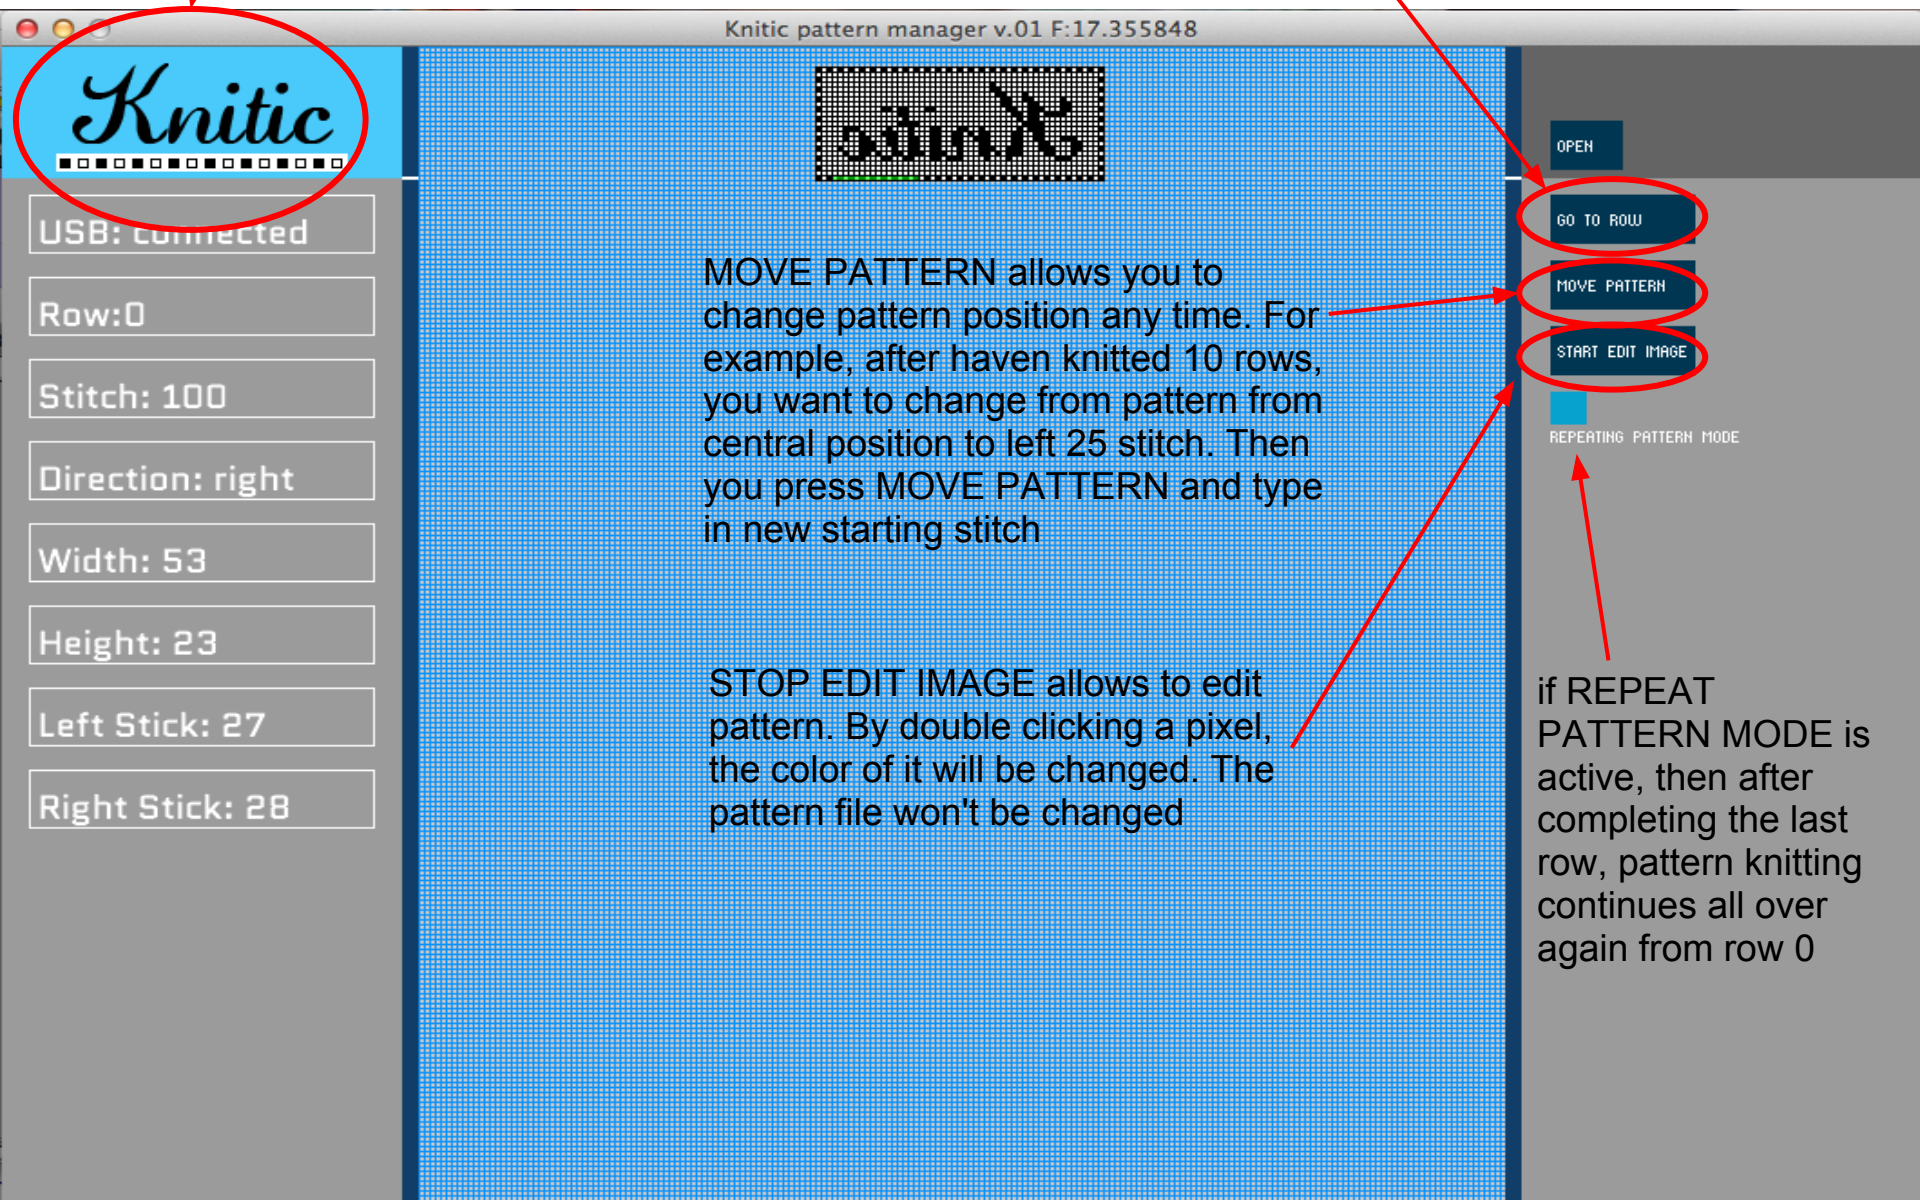 Knitic pattern manager v.01 F:17.355848
Knitic
USB: connected
Row:0
Stitch: 100
Direction: right
Width: 53
Height: 23
Left Stick: 27
Right Stick: 28
Knitic
MOVE PATTERN allows you to
change pattern position any time. For
example, after haven knitted 10 rows,
you want to change from pattern from
central position to left 25 stitch. Then
you press MOVE PATTERN and type
in new starting stitch
STOP EDIT IMAGE allows to edit
pattern. By double clicking a pixel,
the color of it will be changed. The
pattern file won't be changed
OPEN
GO TO ROW
MOVE PATTERN
START EDIT IMAGE
REPEATING PATTERN MODE
if REPEAT
PATTERN MODE is
active, then after
completing the last
row, pattern knitting
continues all over
again from row 0